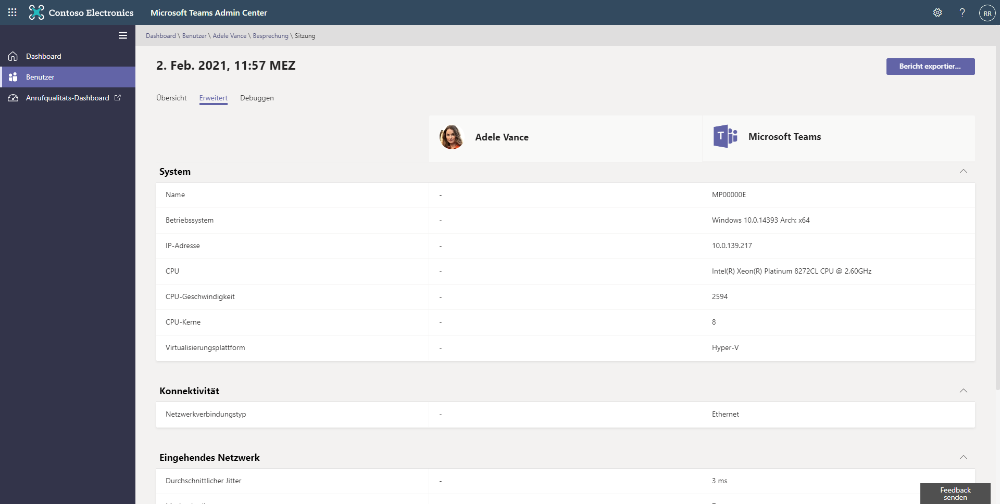 Contoso Electronics
Microsoft Teams Admin Center
RR
Dashboard
Benutzer
Anrufqualitäts-Dashboard
Dashboard \ Benutzer \ Adele Vance \ Besprechung \ Sitzung
2. Feb. 2021, 11:57 MEZ
Bericht exportier...
Übersicht
Erweitert
Debuggen
Adele Vance
T
Microsoft Teams
System
Name - MP00000E
Betriebssystem - Windows 10.0.14393 Arch: x64
IP-Adresse - 10.0.139.217
CPU - Intel(R) Xeon(R) Platinum 8272CL CPU @ 2.60GHz
CPU-Geschwindigkeit - 2594
CPU-Kerne - 8
Virtualisierungsplattform - Hyper-V
Konnektivität
Netzwerkverbindungstyp - Ethernet
Eingehendes Netzwerk
Durchschnittlicher Jitter - 3 ms
Feedback
senden